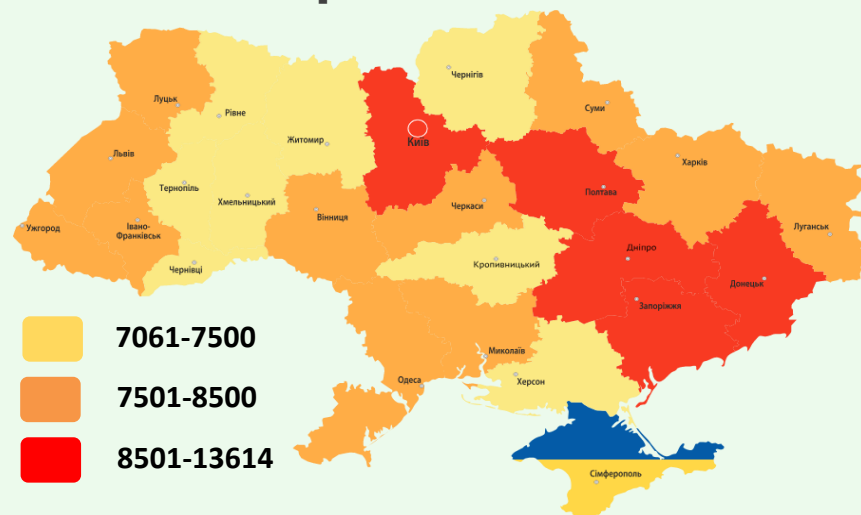 Чернігів
Луцьк
Суми
Рівне
Житомир
Київ
Львів
Харків
Тернопіль
Хмельницький
Полтава
Вінниця
Черкаси
Ужгород
Івано-
Франківськ
Луганськ
Дніпро
Чернівці
Кропивницький
Донецьк
Запоріжжя
7061-7500
Миколаїв
Одеса
Херсон
7501-8500
8501-13614
Сімферополь